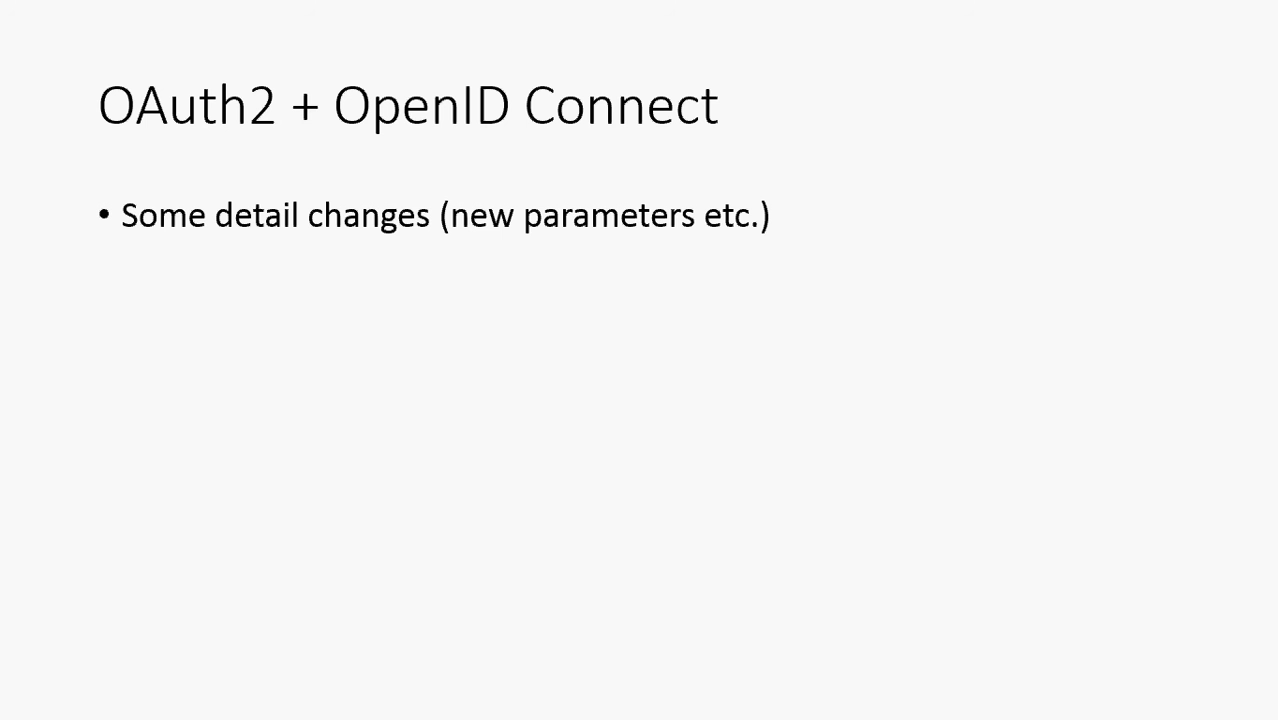 OAuth2 + OpenID Connect
• Some detail changes (new parameters etc.)